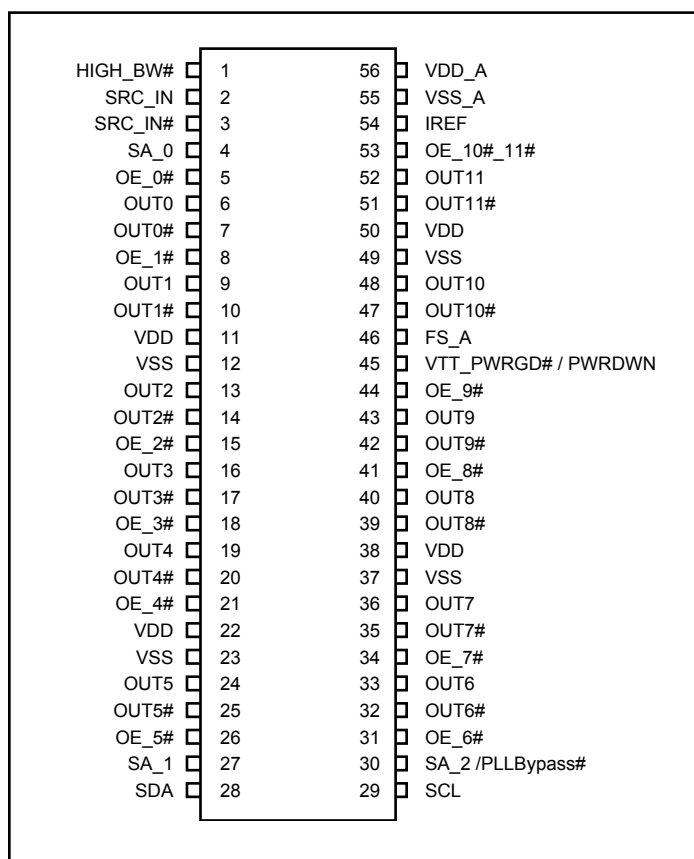 HIGH_BW# 1 56 VDD_A
SRC_IN 2 55 VSS_A
SRC_IN# 3 54 IREF
SA_0 4 53 OE_10#_11#
OE_0# 5 52 OUT11
OUT0 6 51 OUT11#
OUT0# 7 50 VDD
OE_1# 8 49 VSS
OUT1 9 48 OUT10
OUT1# 10 47 OUT10#
VDD 11 46 FS_A
VSS 12 45 VTT_PWRGD# / PWRDWN
OUT2 13 44 OE_9#
OUT2# 14 43 OUT9
OE_2# 15 42 OUT9#
OUT3 16 41 OE_8#
OUT3# 17 40 OUT8
OE_3# 18 39 OUT8#
OUT4 19 38 VDD
OUT4# 20 37 VSS
OE_4# 21 36 OUT7
VDD 22 35 OUT7#
VSS 23 34 OE_7#
OUT5 24 33 OUT6
OUT5# 25 32 OUT6#
OE_5# 26 31 OE_6#
SA_1 27 30 SA_2 /PLLBypass#
SDA 28 29 SCL